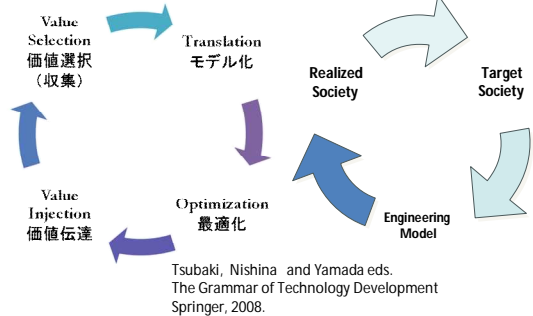 Value
Selection
価値選択
（収集）
Translation
モデル化
Optimization
最適化
Value
Injection
価値伝達
Realized
Society
Target
Society
Engineering
Model
Tsubaki, Nishina and Yamada eds.
The Grammar of Technology Development
Springer, 2008.